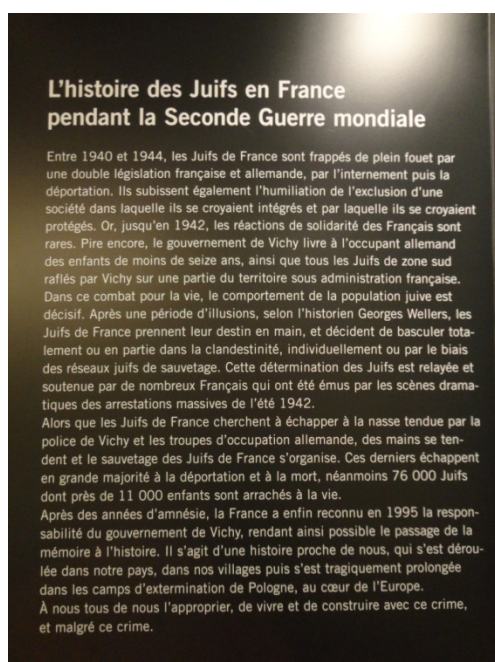 L'histoire des Juifs en France
pendant la Seconde Guerre mondiale
Entre 1940 et 1944, les Juifs de France sont frappés de plein fouet par
une double législation française et allemande, par l'internement puis la
déportation. Ils subissent également l'humiliation de l'exclusion d'une
société dans laquelle ils se croyaient intégrés et par laquelle ils se croyaient
protégés. Or, jusqu'en 1942, les réactions de solidarité des Français sont
rares. Pire encore, le gouvernement de Vichy livre à l'occupant allemand
des enfants de moins de seize ans, ainsi que tous les Juifs de zone sud
raflés par Vichy sur une partie du territoire sous administration française.
Dans ce combat pour la vie, le comportement de la population juive est
décisif. Après une période d'illusions, selon l'historien Georges Wellers, les
Juifs de France prennent leur destin en main, et décident de basculer tota-
lement ou en partie dans la clandestinité, individuellement ou par le biais
des réseaux juifs de sauvetage. Cette détermination des Juifs est relayée et
soutenue par de nombreux Français qui ont été émus par les scènes drama-
tiques des arrestations massives de l'été 1942.
Alors que les Juifs de France cherchent à échapper à la nasse tendue par la
police de Vichy et les troupes d'occupation allemande, des mains se ten-
dent et le sauvetage des Juifs de France s'organise. Ces derniers échappent
en grande majorité à la déportation et à la mort, néanmoins 76 000 Juifs
dont près de 11 000 enfants sont arrachés à la vie.
Après des années d'amnésie, la France a enfin reconnu en 1995 la respon-
sabilité du gouvernement de Vichy, rendant ainsi possible le passage de la
mémoire à l'histoire. Il s'agit d'une histoire proche de nous, qui s'est dérou-
lée dans notre pays, dans nos villages puis s'est tragiquement prolongée
dans les camps d'extermination de Pologne, au cœur de l'Europe.
À nous tous de nous l'approprier, de vivre et de construire avec ce crime,
et malgré ce crime.